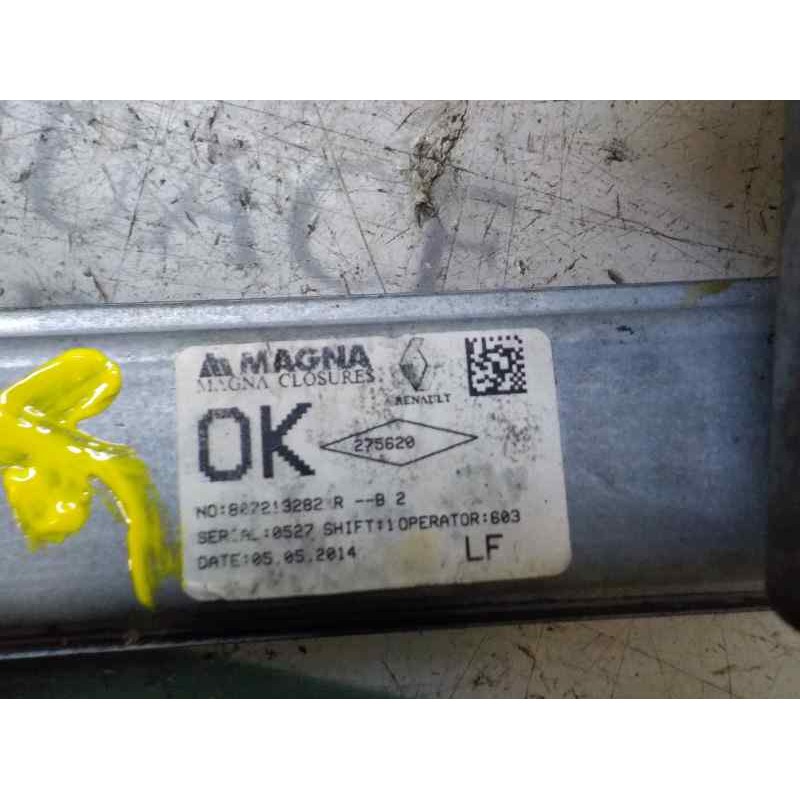 MAGNA
MAGNA CLOSURES
RENAULT
OK
275620
NO:807213282 R --B 2
SERIAL:0527 SHIFT:1 OPERATOR:603
DATE:05.05.2014
LF